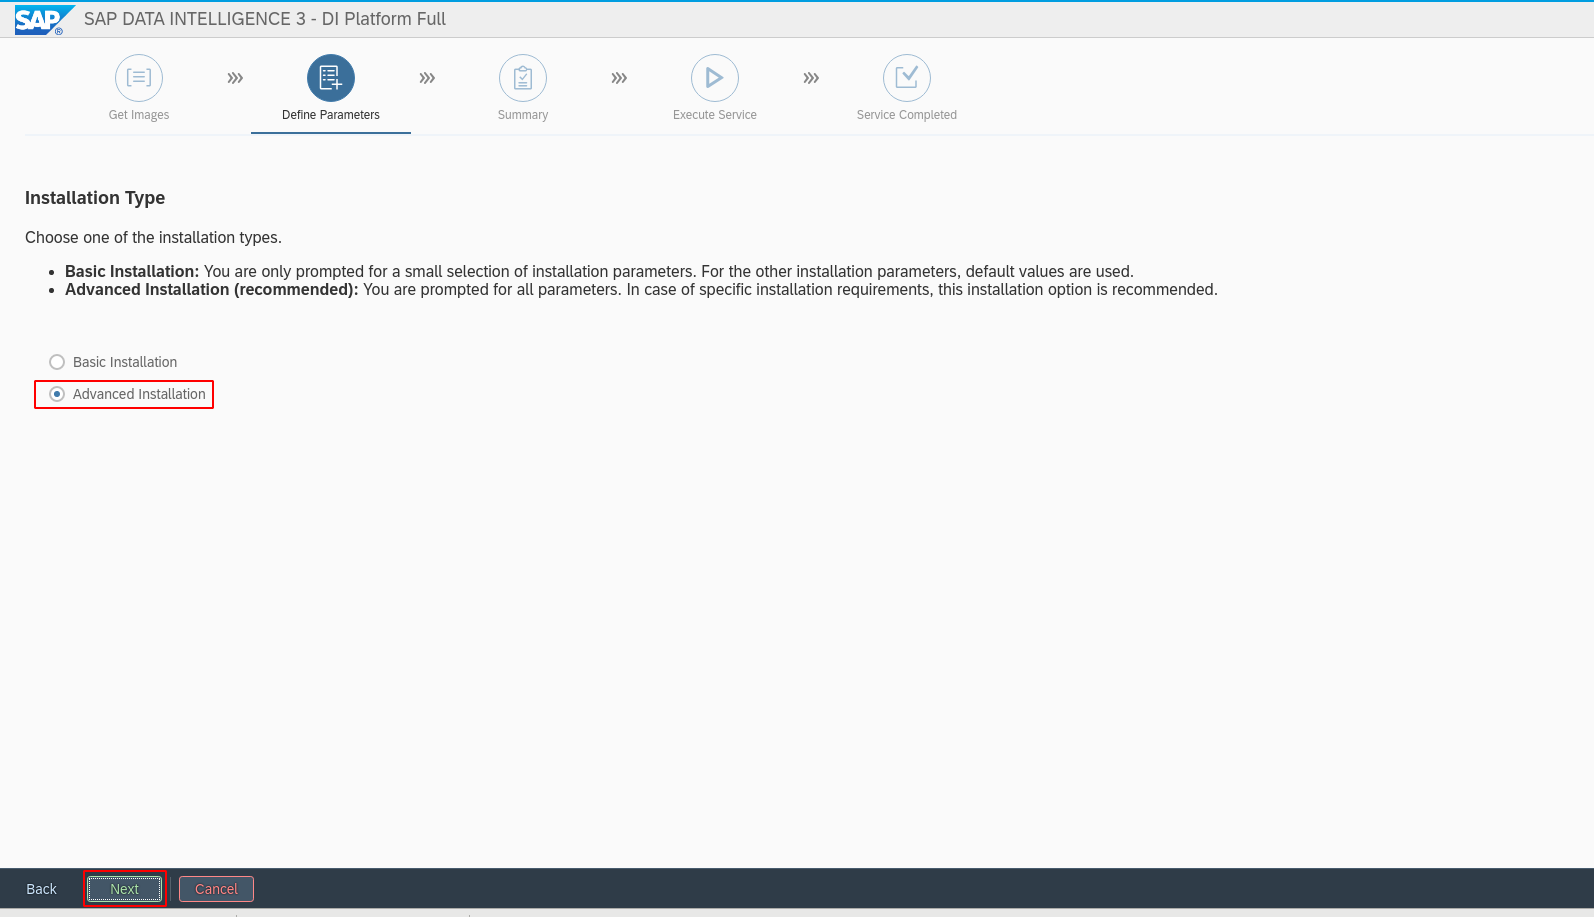 SAP ® SAP DATA INTELLIGENCE 3 - DI Platform Full
Get Images
Define Parameters
Summary
Execute Service
Service Completed
Installation Type
Choose one of the installation types.
• Basic Installation: You are only prompted for a small selection of installation parameters. For the other installation parameters, default values are used.
• Advanced Installation (recommended): You are prompted for all parameters. In case of specific installation requirements, this installation option is recommended.
Basic Installation
Advanced Installation
Back Next Cancel